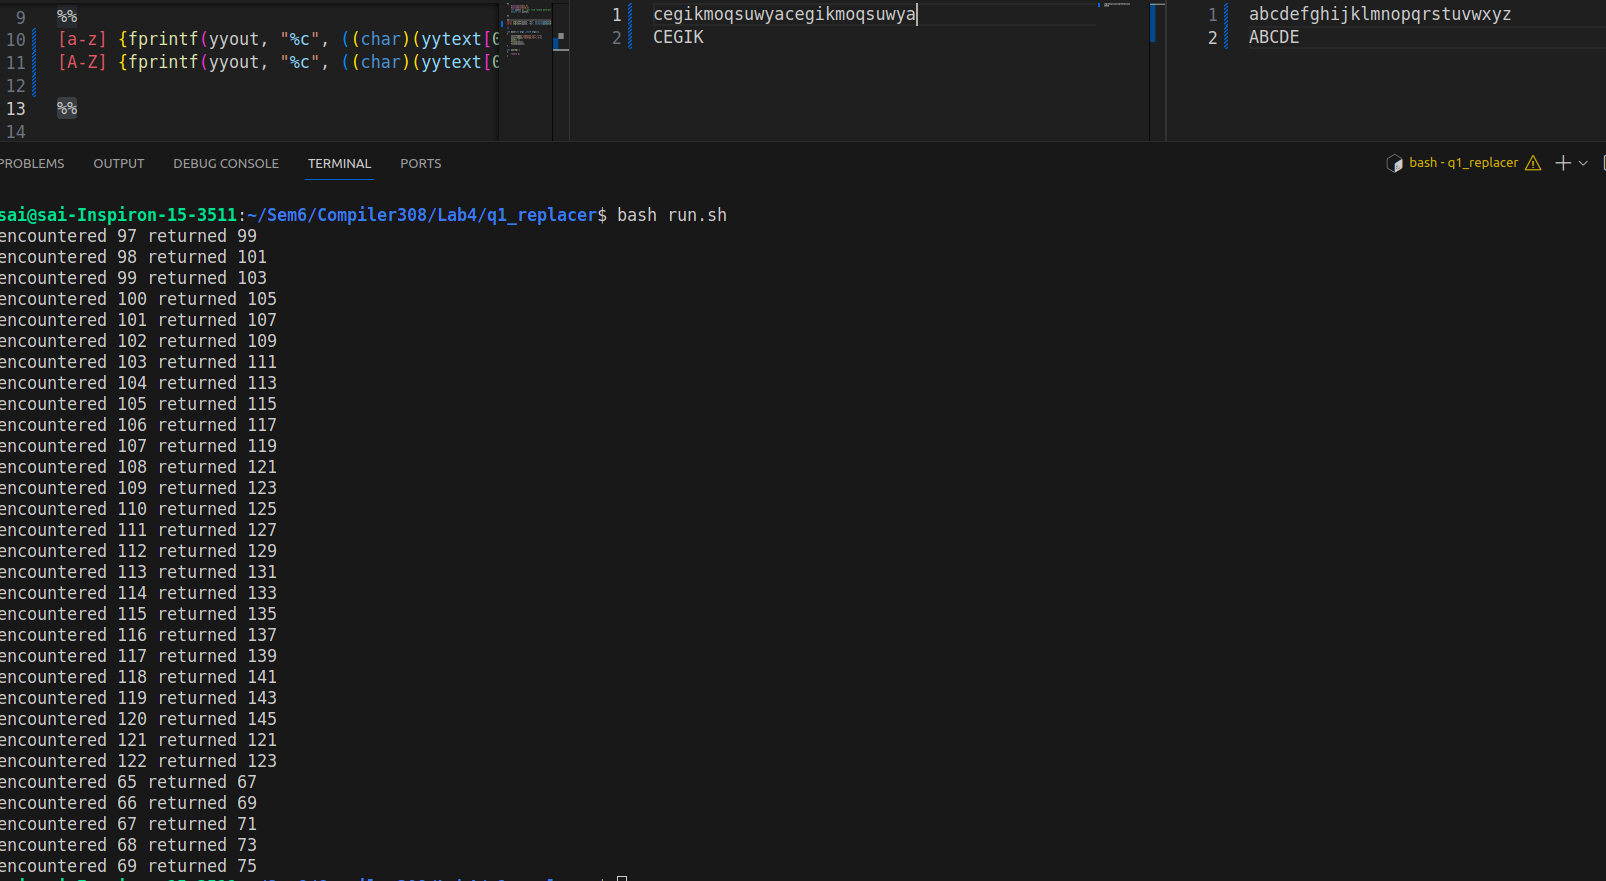 9 %%
10 [a-z] {fprintf(yyout, "%c", ((char)(yytext[0
11 [A-Z] {fprintf(yyout, "%c", ((char)(yytext[0
12
13 %%
14
1 cegikmoqsuwyacegikmoqsuwya
2 CEGIK
1 abcdefghijklmnopqrstuvwxyz
2 ABCDE
PROBLEMS OUTPUT DEBUG CONSOLE TERMINAL PORTS bash - q1_replacer
sai@sai-Inspiron-15-3511:~/Sem6/Compiler308/Lab4/q1_replacer$ bash run.sh
encountered 97 returned 99
encountered 98 returned 101
encountered 99 returned 103
encountered 100 returned 105
encountered 101 returned 107
encountered 102 returned 109
encountered 103 returned 111
encountered 104 returned 113
encountered 105 returned 115
encountered 106 returned 117
encountered 107 returned 119
encountered 108 returned 121
encountered 109 returned 123
encountered 110 returned 125
encountered 111 returned 127
encountered 112 returned 129
encountered 113 returned 131
encountered 114 returned 133
encountered 115 returned 135
encountered 116 returned 137
encountered 117 returned 139
encountered 118 returned 141
encountered 119 returned 143
encountered 120 returned 145
encountered 121 returned 121
encountered 122 returned 123
encountered 65 returned 67
encountered 66 returned 69
encountered 67 returned 71
encountered 68 returned 73
encountered 69 returned 75